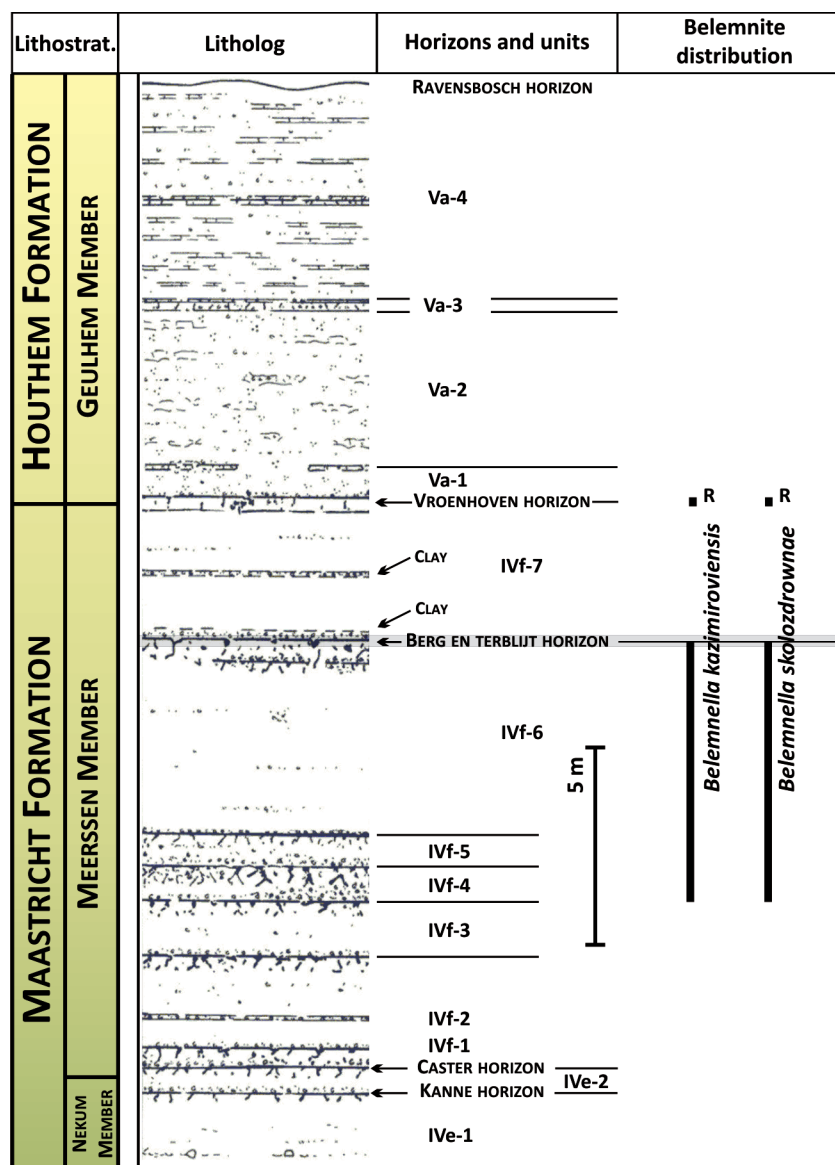 Lithostrat.
Litholog
Horizons and units
Belemnite
distribution
HOUTHEM FORMATION
GEULHEM MEMBER
MAASTRICHT FORMATION
MEERSSEN MEMBER
NEKUM
MEMBER
RAVENSBOSCH HORIZON
Va-4
Va-3
Va-2
Va-1
VROENHOVEN HORIZON
R
R
CLAY
IVf-7
CLAY
BERG EN TERBLIJT HORIZON
Belemnella kazimiroviensis
Belemnella skolozdrownae
IVf-6
5 m
IVf-5
IVf-4
IVf-3
IVf-2
IVf-1
CASTER HORIZON
IVe-2
KANNE HORIZON
IVe-1